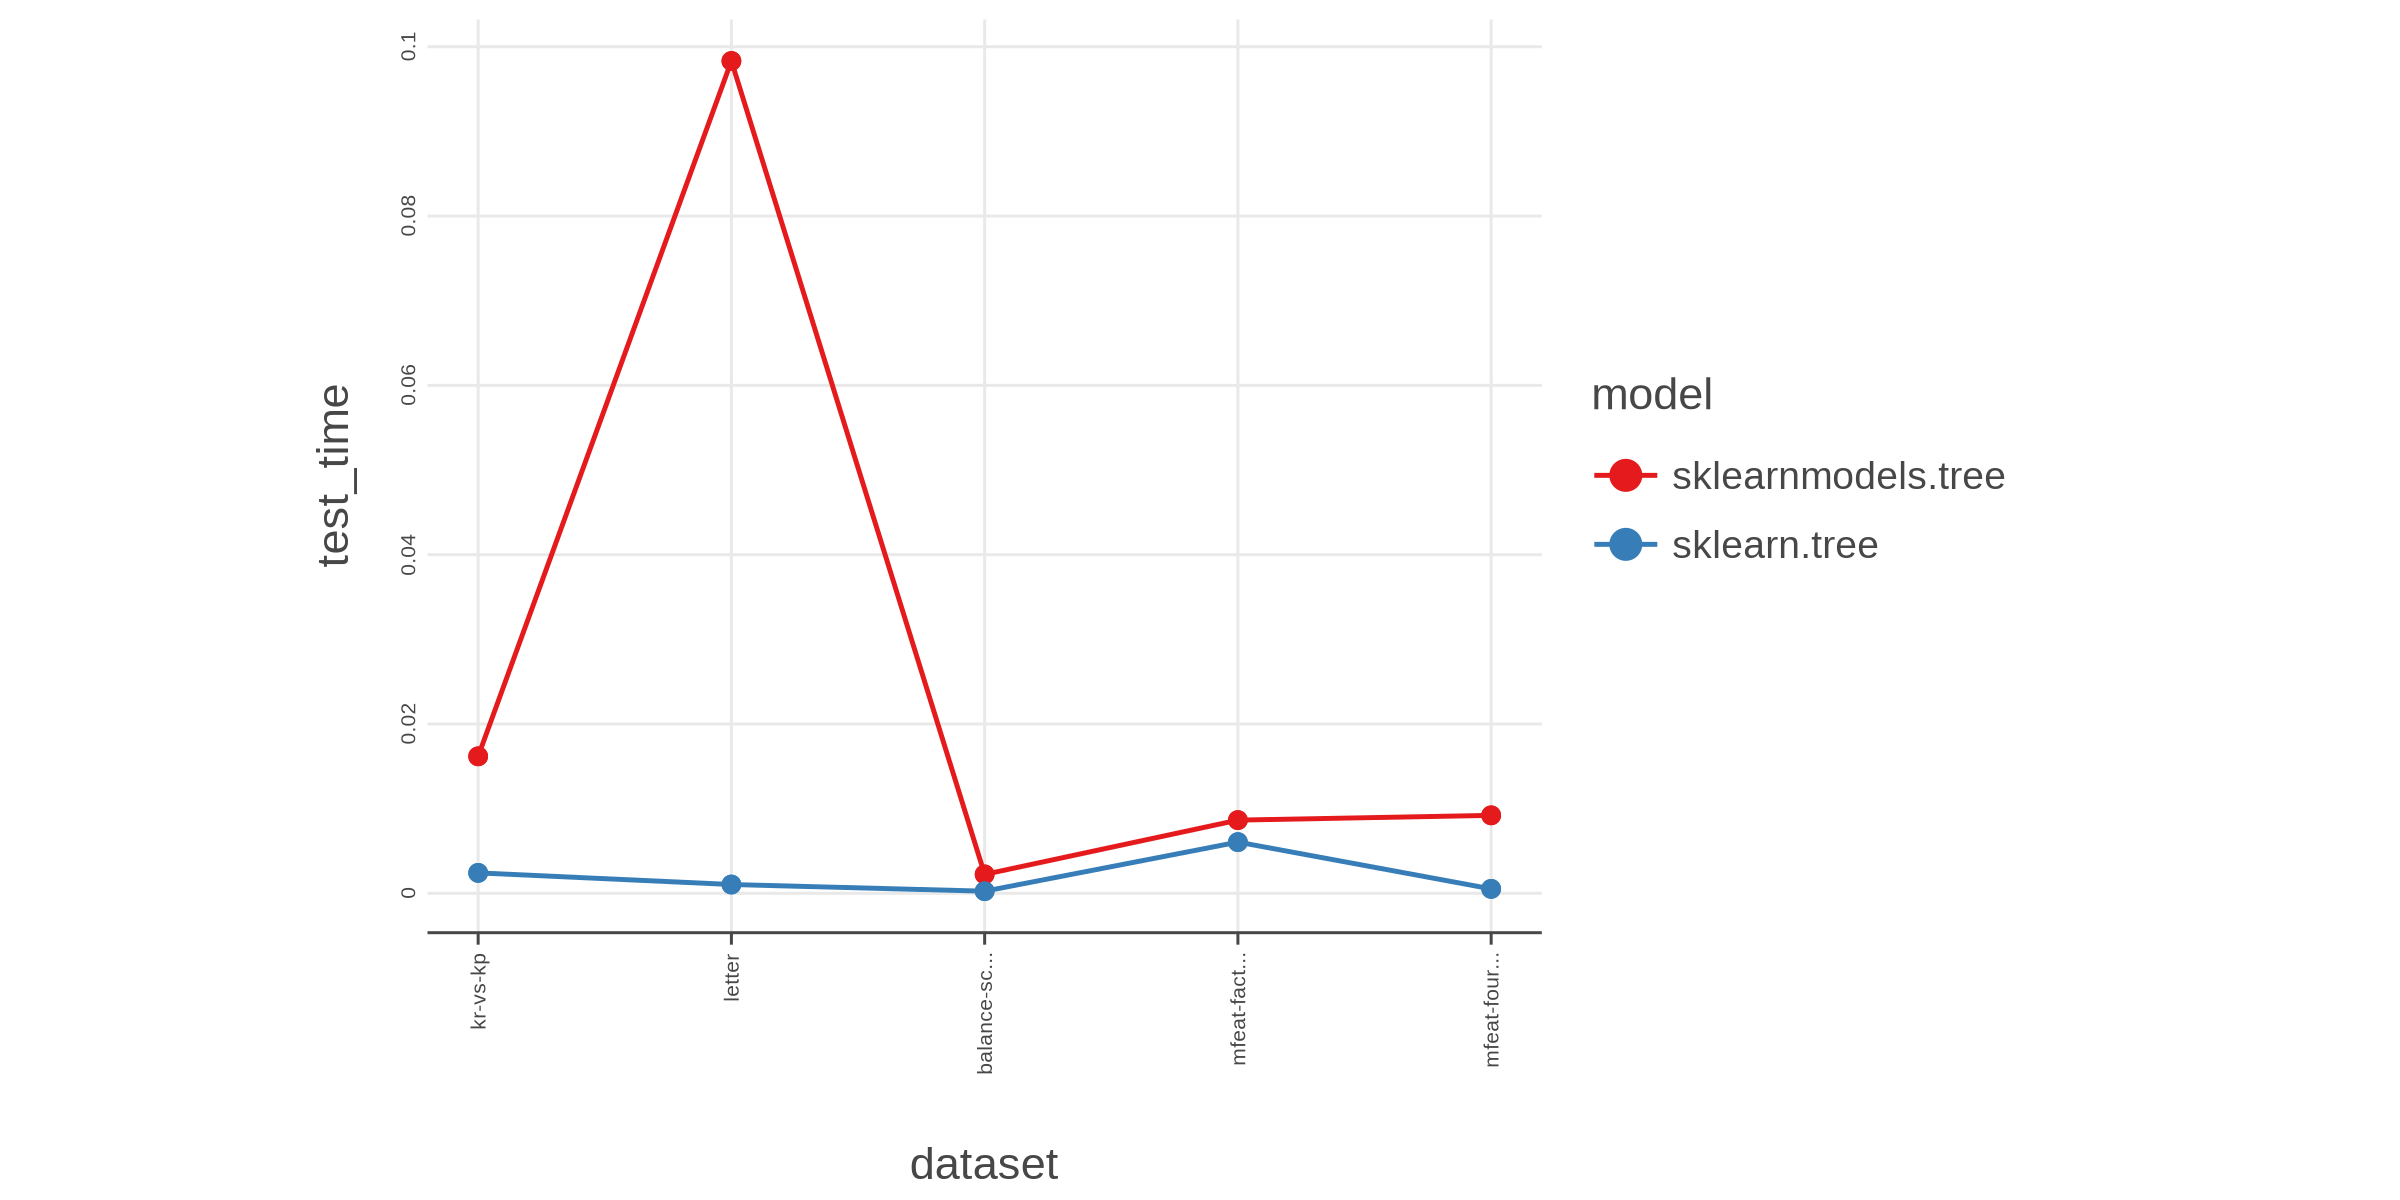 test_time
0.1
0.08
0.06
0.04
0.02
0
kr-vs-kp
letter
balance-sc...
mfeat-fact...
mfeat-four...
dataset
model
sklearnmodels.tree
sklearn.tree